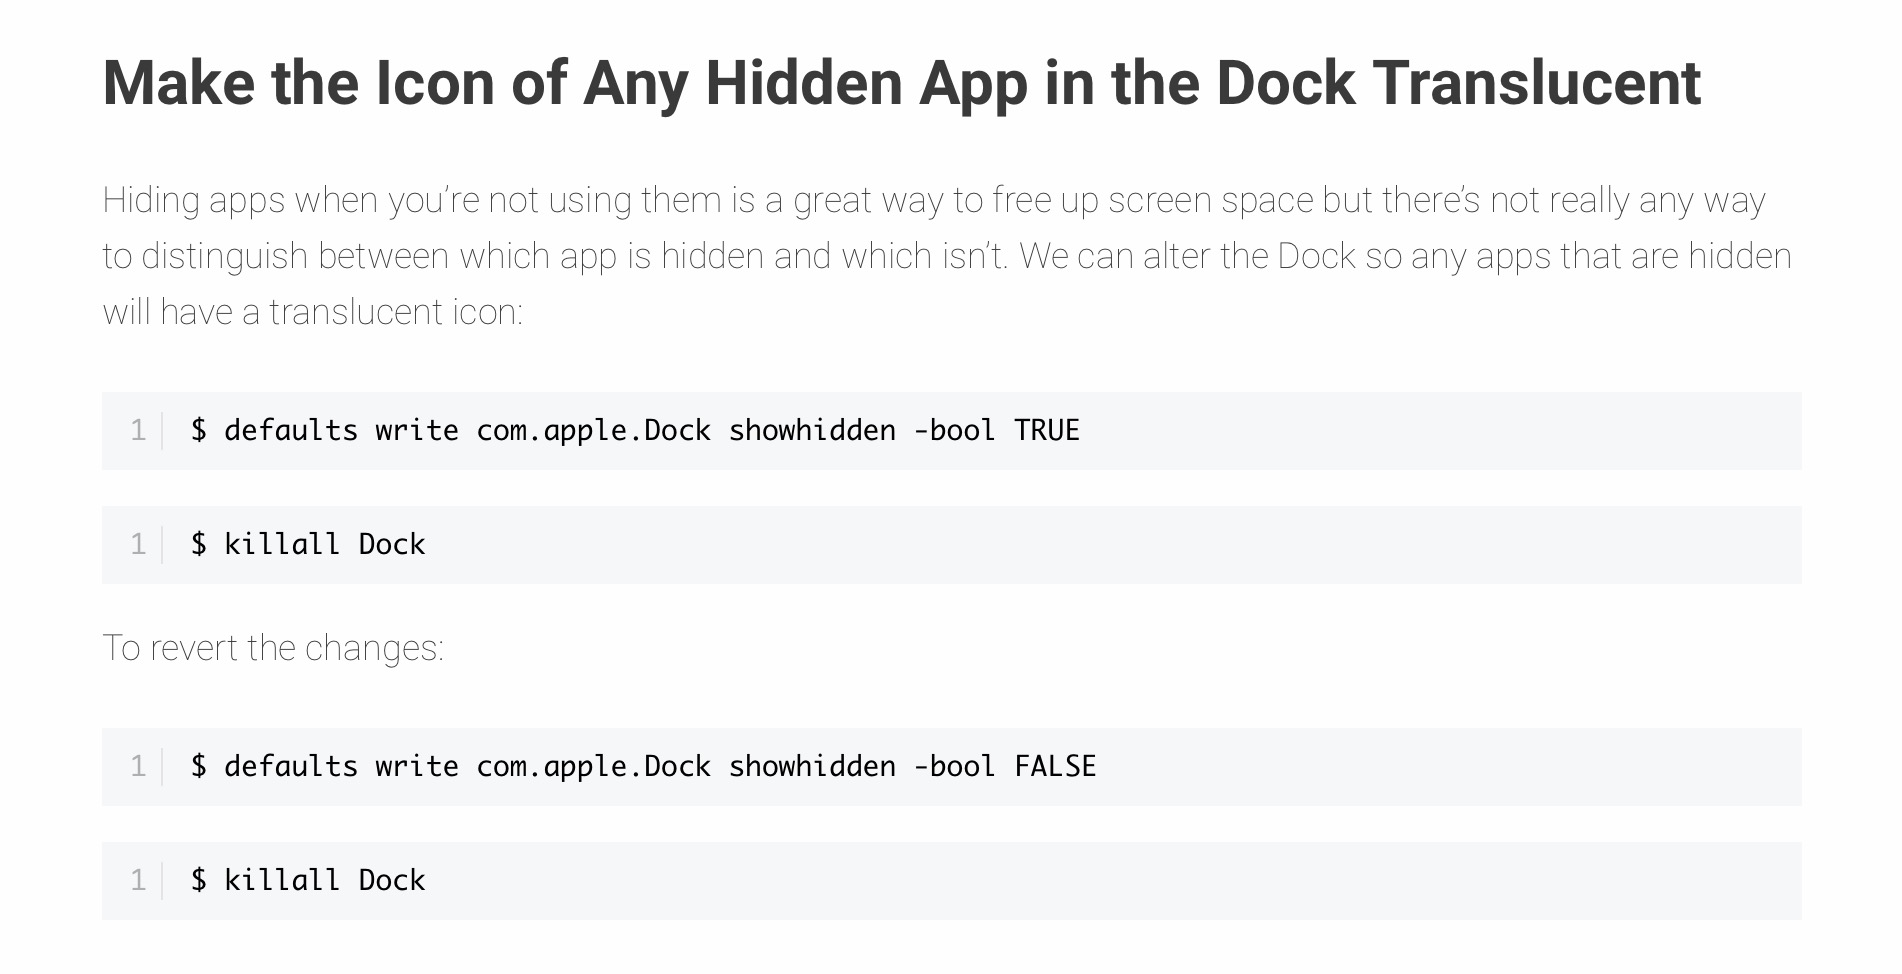 Make the Icon of Any Hidden App in the Dock Translucent
Hiding apps when you’re not using them is a great way to free up screen space but there’s not really any way
to distinguish between which app is hidden and which isn’t. We can alter the Dock so any apps that are hidden
will have a translucent icon:
1 $ defaults write com.apple.Dock showhidden -bool TRUE
1 $ killall Dock
To revert the changes:
1 $ defaults write com.apple.Dock showhidden -bool FALSE
1 $ killall Dock